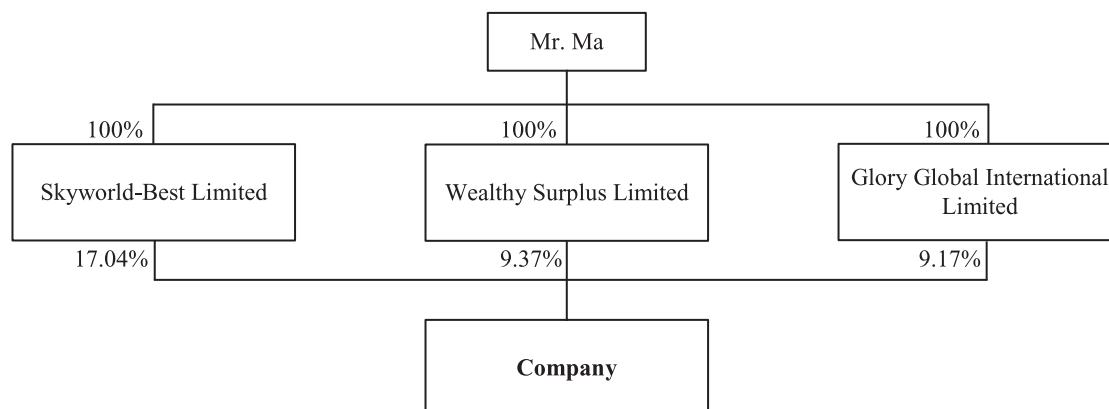 Mr. Ma
100%
100%
100%
Skyworld-Best Limited
Wealthy Surplus Limited
Glory Global International
Limited
17.04%
9.37%
9.17%
Company